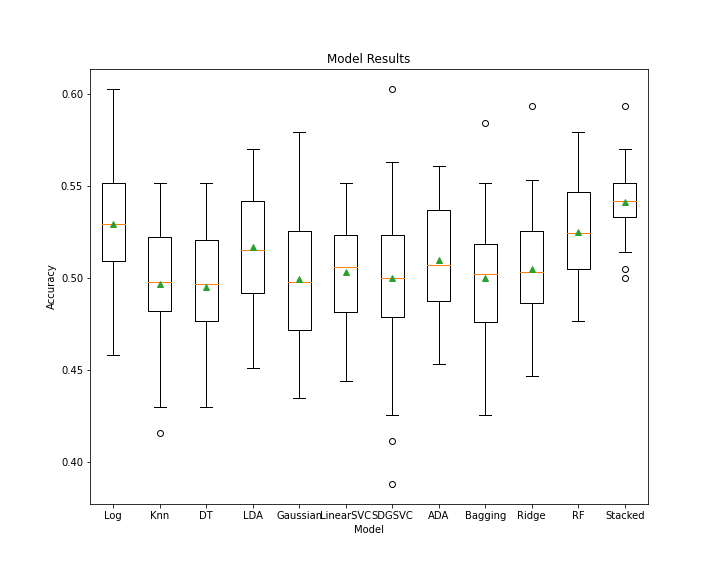 Model Results
0.60
0.55
0.50
0.45
0.40
Accuracy
Log Knn DT LDA Gaussian LinearSVC SDGSVC ADA Bagging Ridge RF Stacked
Model